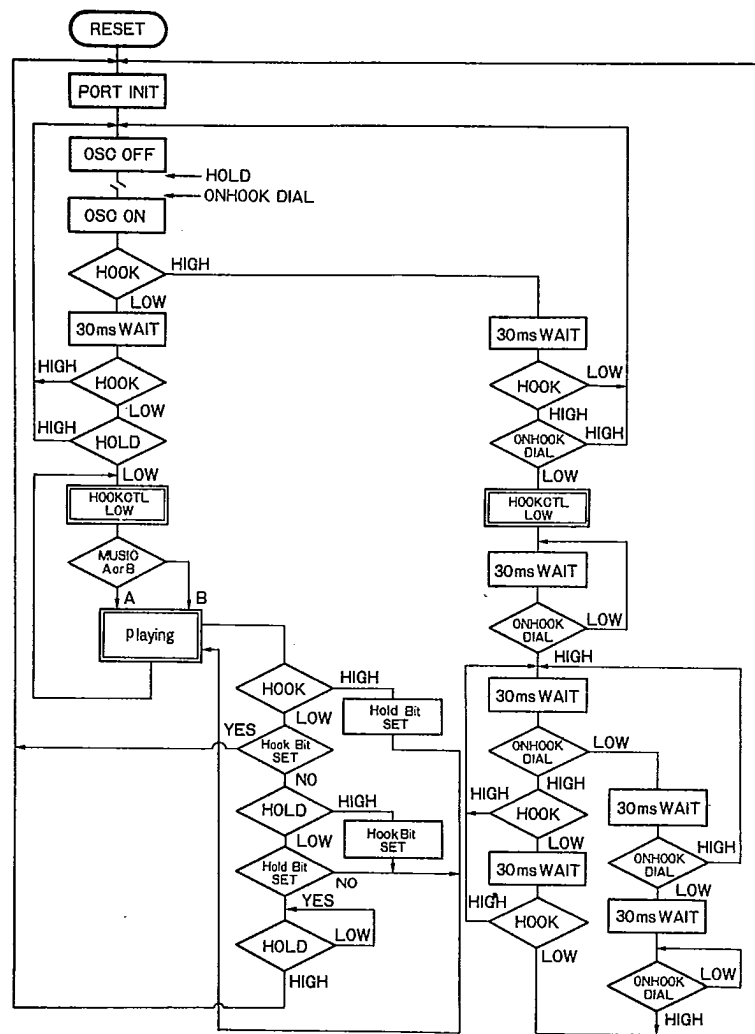 RESET
PORT INIT
OSC OFF
HOLD
ONHOOK DIAL
OSC ON
HOOK
HIGH
LOW
30ms WAIT
HIGH
HOOK
LOW
HIGH
HOLD
LOW
HOOKCTL
LOW
MUSIC
A or B
A
B
Playing
HOOK
HIGH
LOW
Hold Bit
SET
YES
Hook Bit
SET
NO
HOLD
HIGH
LOW
Hook Bit
SET
Hold Bit
SET
NO
YES
HOLD
LOW
HIGH
30ms WAIT
HOOK
LOW
HIGH
ONHOOK
DIAL
HIGH
LOW
HOOKCTL
LOW
30ms WAIT
ONHOOK
DIAL
LOW
HIGH
30ms WAIT
ONHOOK
DIAL
LOW
HIGH
HIGH
HOOK
LOW
30ms WAIT
HIGH
HOOK
LOW
30ms WAIT
ONHOOK
DIAL
HIGH
LOW
30ms WAIT
ONHOOK
DIAL
LOW
HIGH